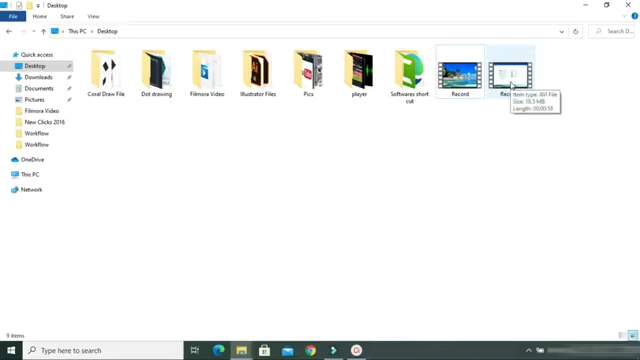 Desktop
File
Home
Share
View
This PC
Desktop
Search D...
Quick access
Desktop
Downloads
Documents
Pictures
Filmora Video
New Clicks 2016
Workflow
Workflow
OneDrive
This PC
Network
Coral Draw File
Dot drawing
Filmora Video
Illustrator Files
Pics
player
Softwares short
cut
Record
Reco
Item type: AVI File
Size: 18.5 MB
Length: 00:00:59
9 items
Type here to search